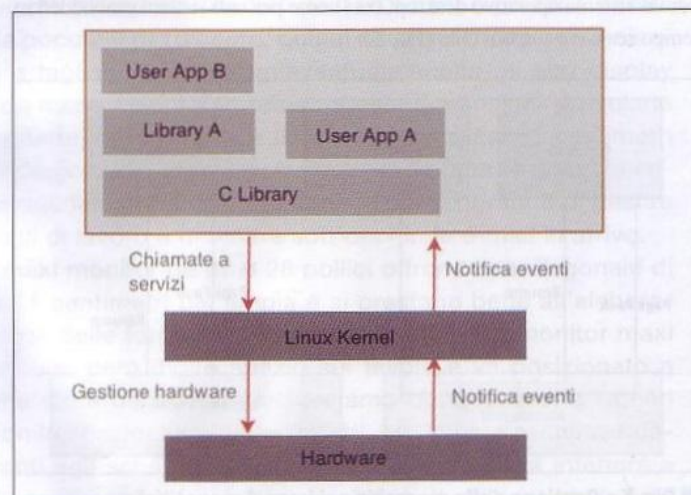 User App B
Library A
User App A
C Library
Chiamate a
servizi
Notifica eventi
Linux Kernel
Gestione hardware
Notifica eventi
Hardware